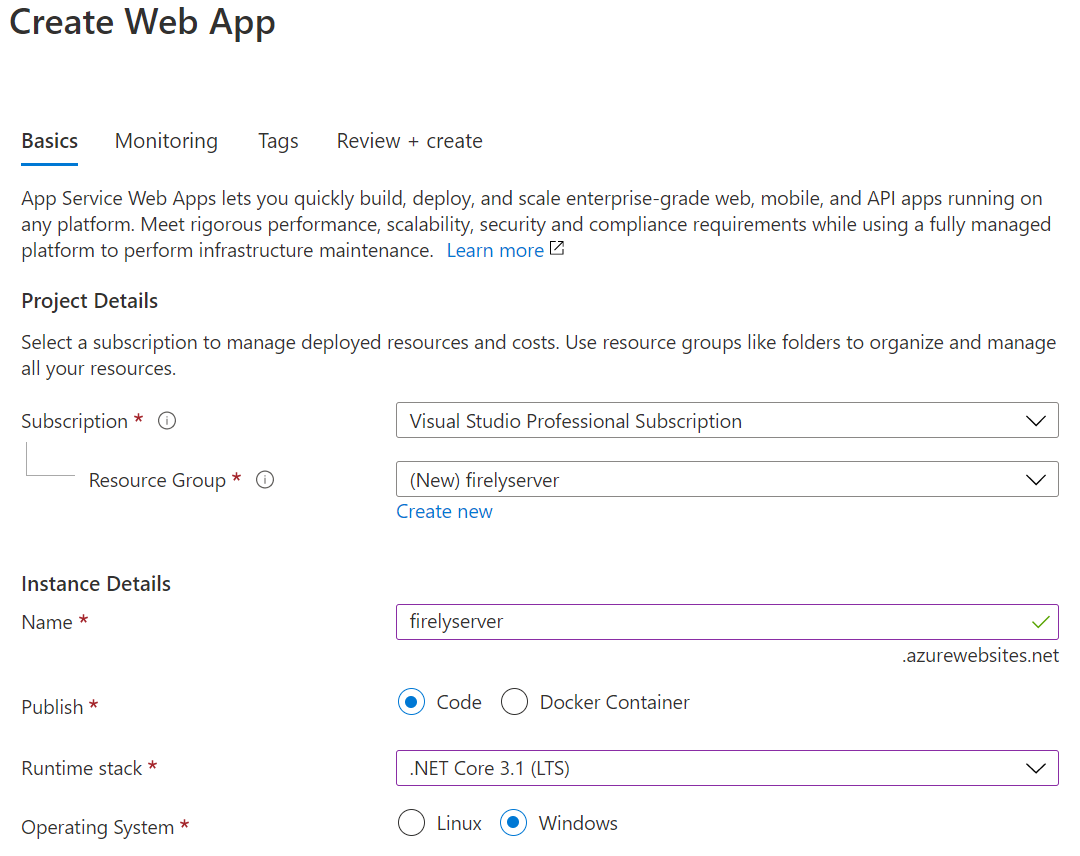 Create Web App
Basics Monitoring Tags Review + create
App Service Web Apps lets you quickly build, deploy, and scale enterprise-grade web, mobile, and API apps running on
any platform. Meet rigorous performance, scalability, security and compliance requirements while using a fully managed
platform to perform infrastructure maintenance. Learn more
Project Details
Select a subscription to manage deployed resources and costs. Use resource groups like folders to organize and manage
all your resources.
Subscription * Visual Studio Professional Subscription
Resource Group * (New) firelyserver
Create new
Instance Details
Name * firelyserver
.azurewebsites.net
Publish * Code Docker Container
Runtime stack * .NET Core 3.1 (LTS)
Operating System * Linux Windows